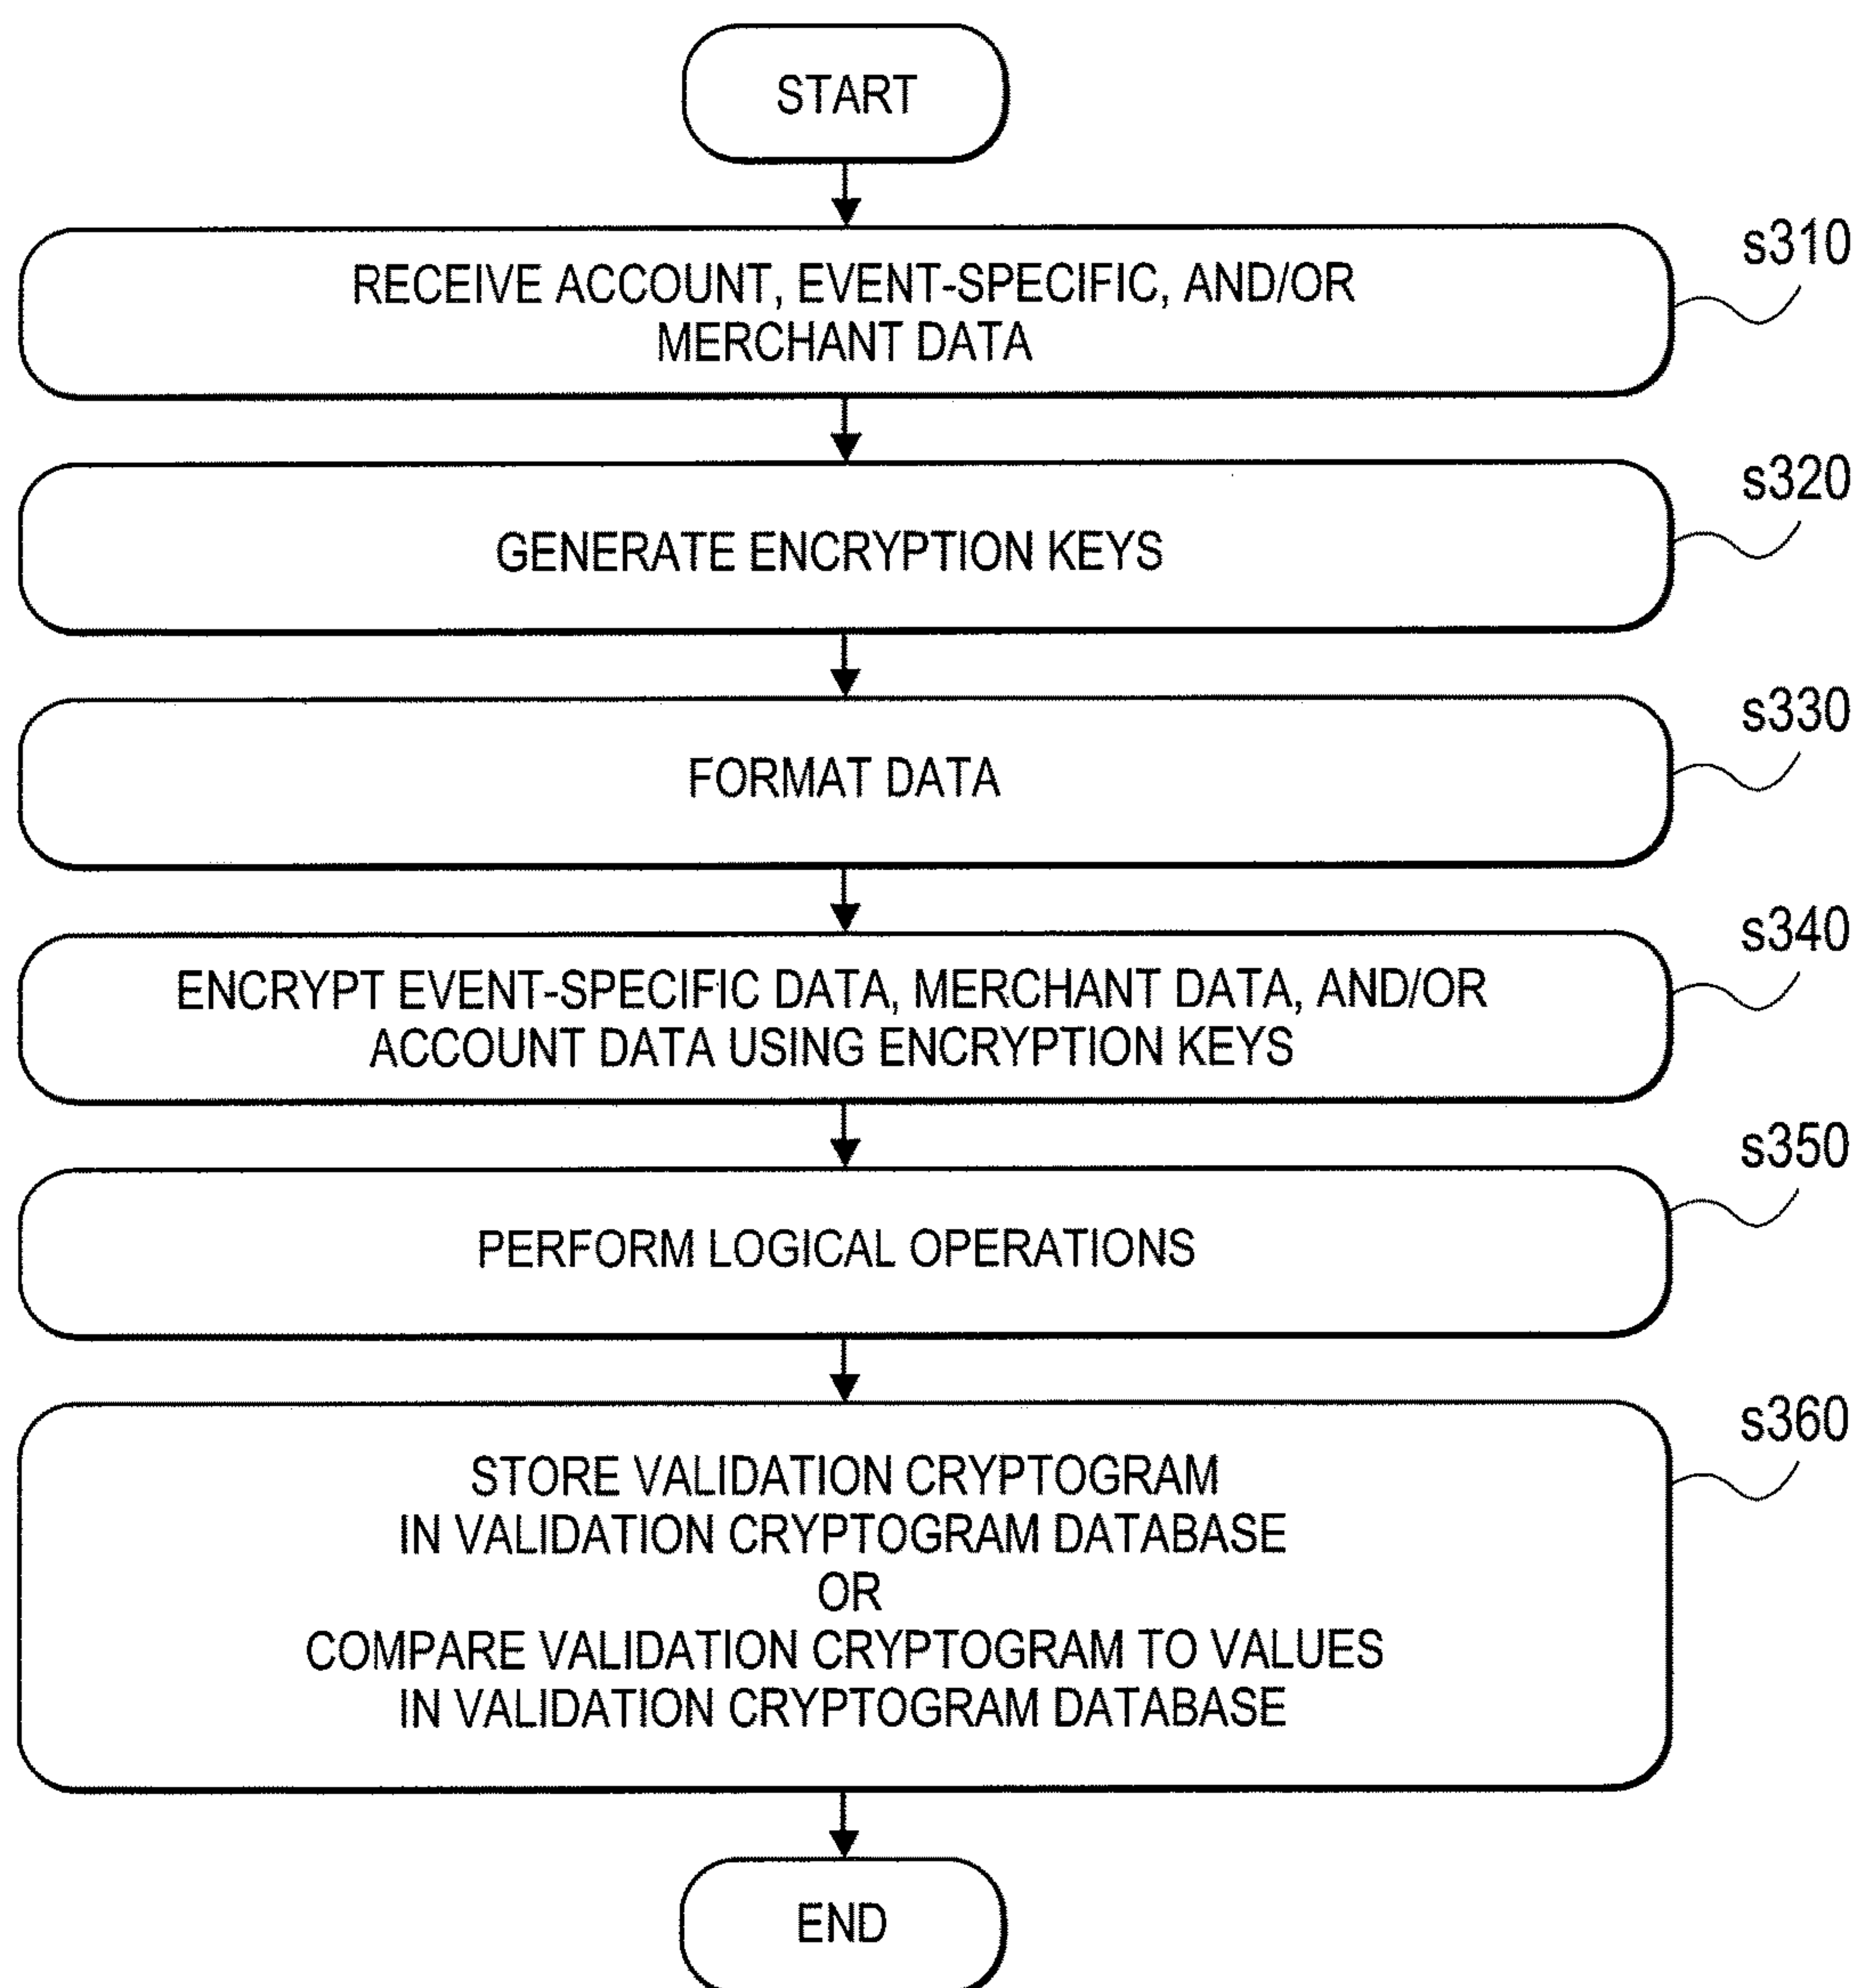 START
s310
RECEIVE ACCOUNT, EVENT-SPECIFIC, AND/OR
MERCHANT DATA
s320
GENERATE ENCRYPTION KEYS
s330
FORMAT DATA
s340
ENCRYPT EVENT-SPECIFIC DATA, MERCHANT DATA, AND/OR
ACCOUNT DATA USING ENCRYPTION KEYS
s350
PERFORM LOGICAL OPERATIONS
s360
STORE VALIDATION CRYPTOGRAM
IN VALIDATION CRYPTOGRAM DATABASE
OR
COMPARE VALIDATION CRYPTOGRAM TO VALUES
IN VALIDATION CRYPTOGRAM DATABASE
END